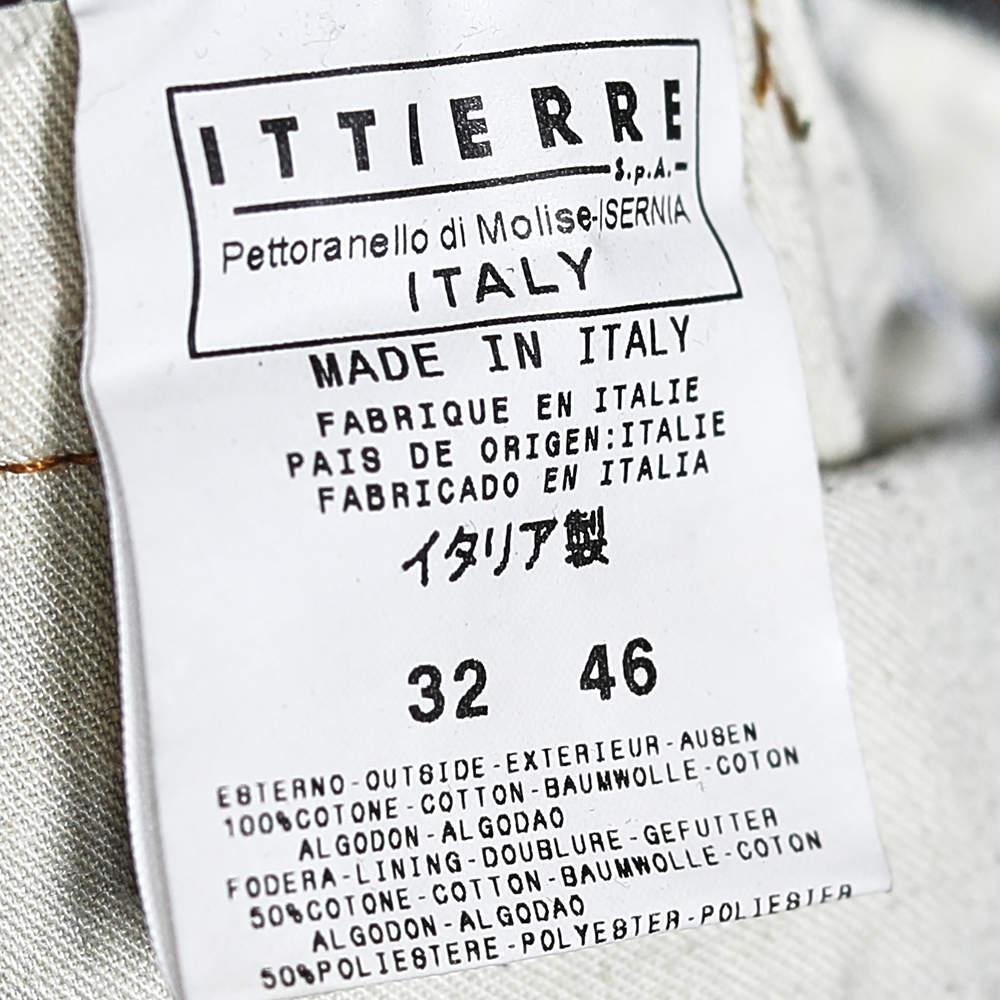 ITTIERRE
S.p.A.-
Pettoranello di Molise-ISERNIA
ITALY
MADE IN ITALY
FABRIQUE EN ITALIE
PAIS DE ORIGEN:ITALIE
FABRICADO EN ITALIA
イタリア製
32 46
ESTERNO-OUTSIDE-EXTERIEUR-AUSEN
100%COTONE-COTTON-BAUMWOLLE-COTON
ALGODON-ALGODAO
FODERA-LINING-DOUBLURE-GEFUTTER
50%COTONE-COTTON-BAUMWOLLE-COTON
ALGODON-ALGODAO
50%POLIESTERE-POLYESTER-POLIESTER